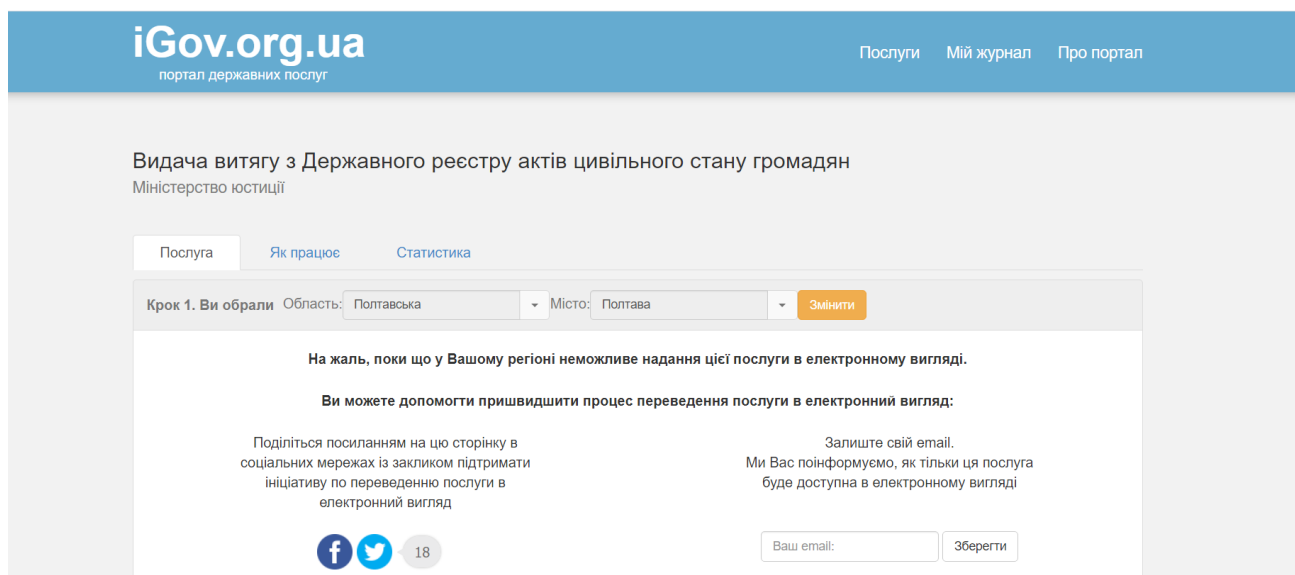 iGov.org.ua
портал державних послуг
Послуги Мій журнал Про портал
Видача витягу з Державного реєстру актів цивільного стану громадян
Міністерство юстиції
Послуга Як працює Статистика
Крок 1. Ви обрали Область: Полтавська Місто: Полтава Змінити
На жаль, поки що у Вашому регіоні неможливе надання цієї послуги в електронному вигляді.
Ви можете допомогти пришвидшити процес переведення послуги в електронний вигляд:
Поділіться посиланням на цю сторінку в
соціальних мережах із закликом підтримати
ініціативу по переведенню послуги в
електронний вигляд
18
Залиште свій email.
Ми Вас поінформуємо, як тільки ця послуга
буде доступна в електронному вигляді
Ваш email: Зберегти